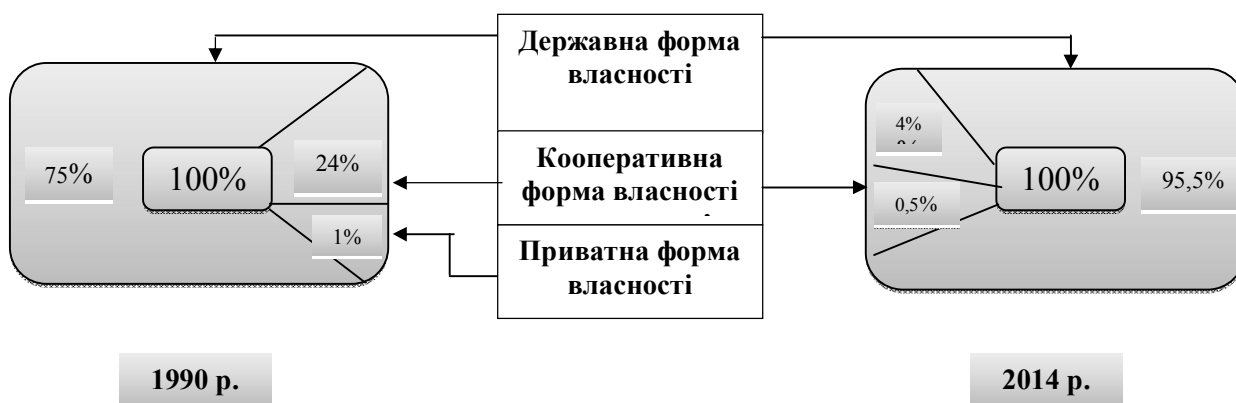 Державна форма
власності
75%
100%
24%
1%
Кооперативна
форма власності
Приватна форма
власності
4%
0,5%
100%
95,5%
1990 р.
2014 р.